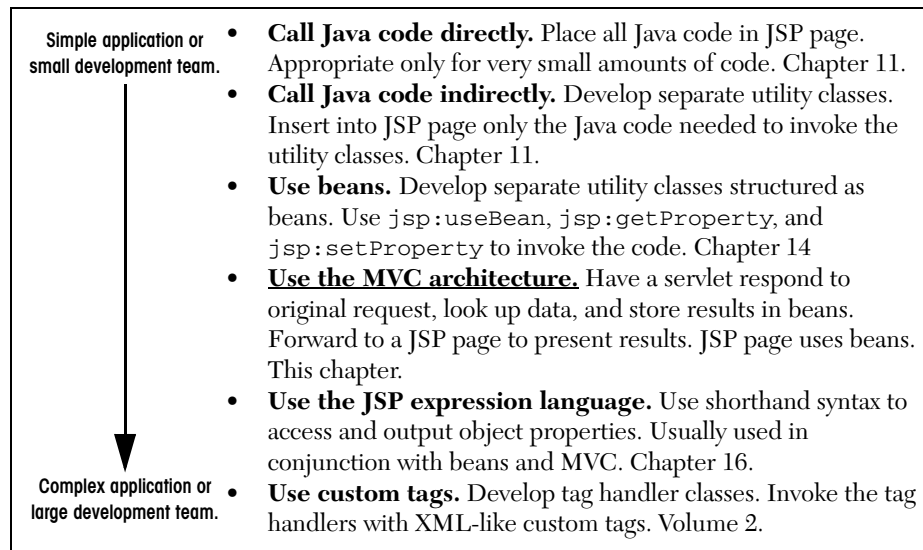 Simple application or
small development team.
• Call Java code directly. Place all Java code in JSP page.
Appropriate only for very small amounts of code. Chapter 11.
• Call Java code indirectly. Develop separate utility classes.
Insert into JSP page only the Java code needed to invoke the
utility classes. Chapter 11.
• Use beans. Develop separate utility classes structured as
beans. Use jsp:useBean, jsp:getProperty, and
jsp:setProperty to invoke the code. Chapter 14
• Use the MVC architecture. Have a servlet respond to
original request, look up data, and store results in beans.
Forward to a JSP page to present results. JSP page uses beans.
This chapter.
• Use the JSP expression language. Use shorthand syntax to
access and output object properties. Usually used in
conjunction with beans and MVC. Chapter 16.
Complex application or
large development team.
• Use custom tags. Develop tag handler classes. Invoke the tag
handlers with XML-like custom tags. Volume 2.